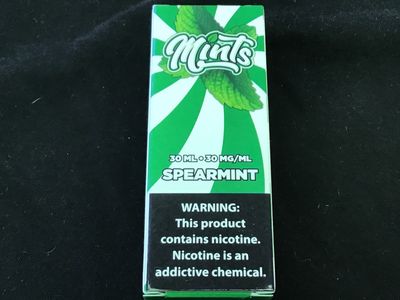 Mints
30 ML • 30 MG/ML
SPEARMINT
WARNING:
This product
contains nicotine.
Nicotine is an
addictive chemical.